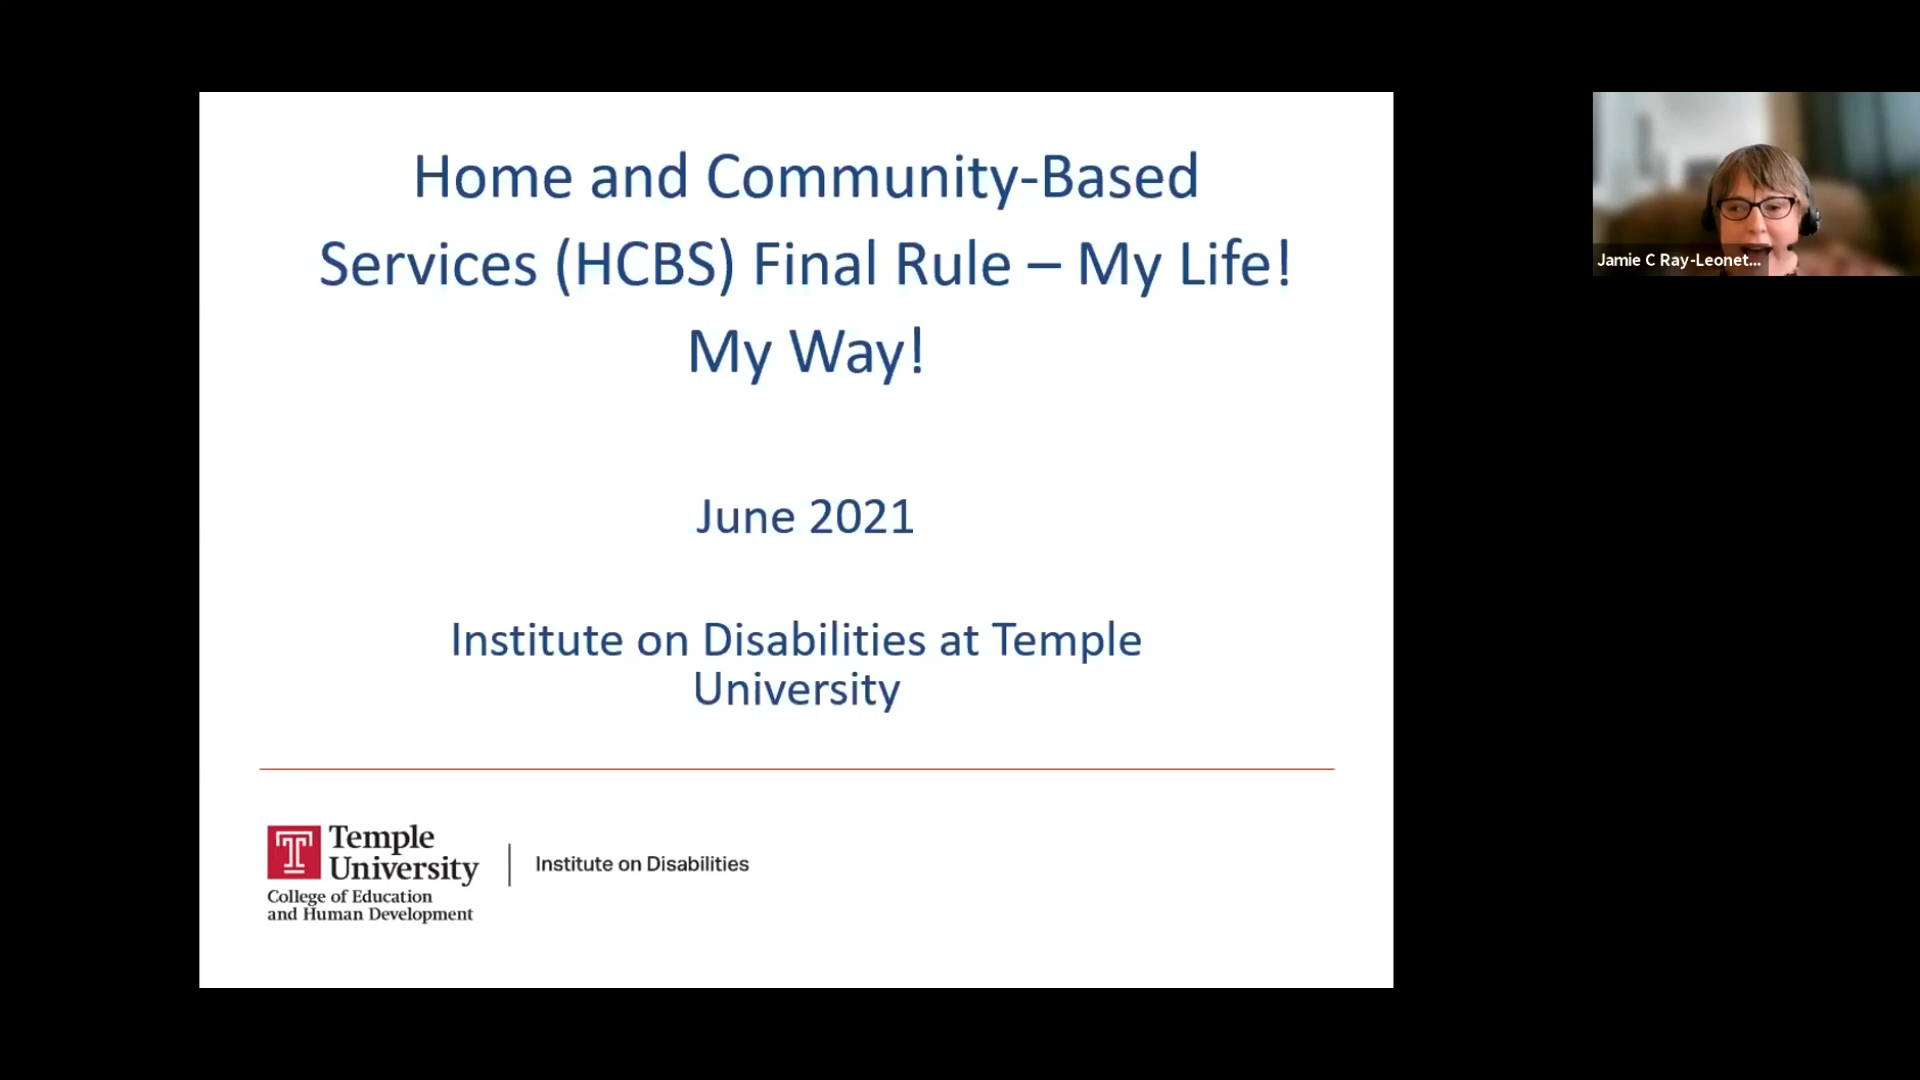 Home and Community-Based
Services (HCBS) Final Rule – My Life!
My Way!
June 2021
Institute on Disabilities at Temple
University
Temple
University
College of Education
and Human Development
Institute on Disabilities
Jamie C Ray-Leonet...